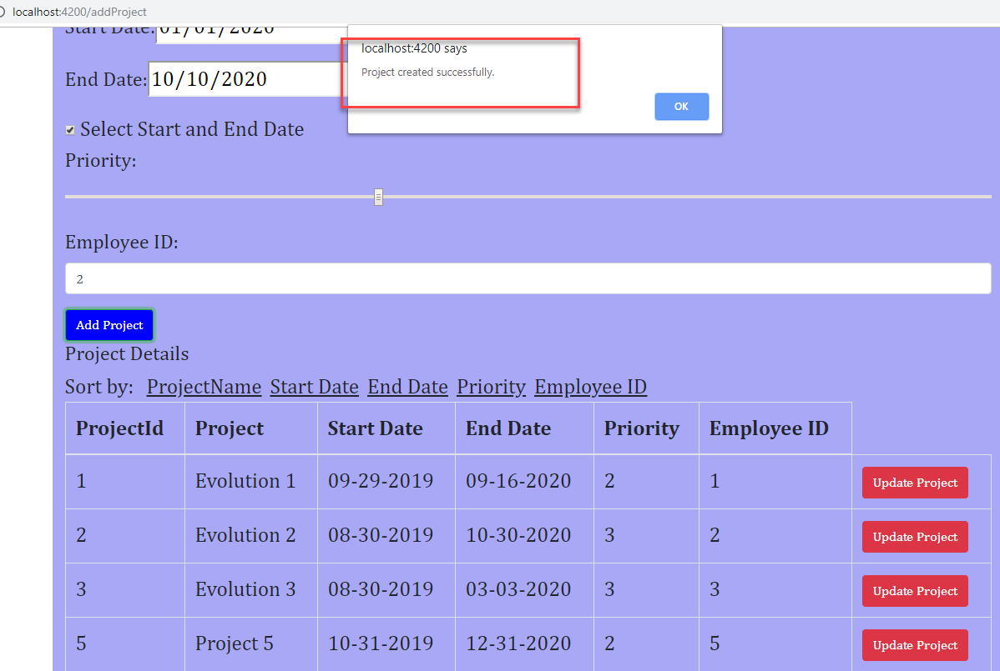 localhost:4200/addProject
Start Date: 01/01/2020
localhost:4200 says
Project created successfully.
OK
End Date: 10/10/2020
Select Start and End Date
Priority:
Employee ID:
2
Add Project
Project Details
Sort by: ProjectName Start Date End Date Priority Employee ID
ProjectId Project Start Date End Date Priority Employee ID
1 Evolution 1 09-29-2019 09-16-2020 2 1 Update Project
2 Evolution 2 08-30-2019 10-30-2020 3 2 Update Project
3 Evolution 3 08-30-2019 03-03-2020 3 3 Update Project
5 Project 5 10-31-2019 12-31-2020 2 5 Update Project